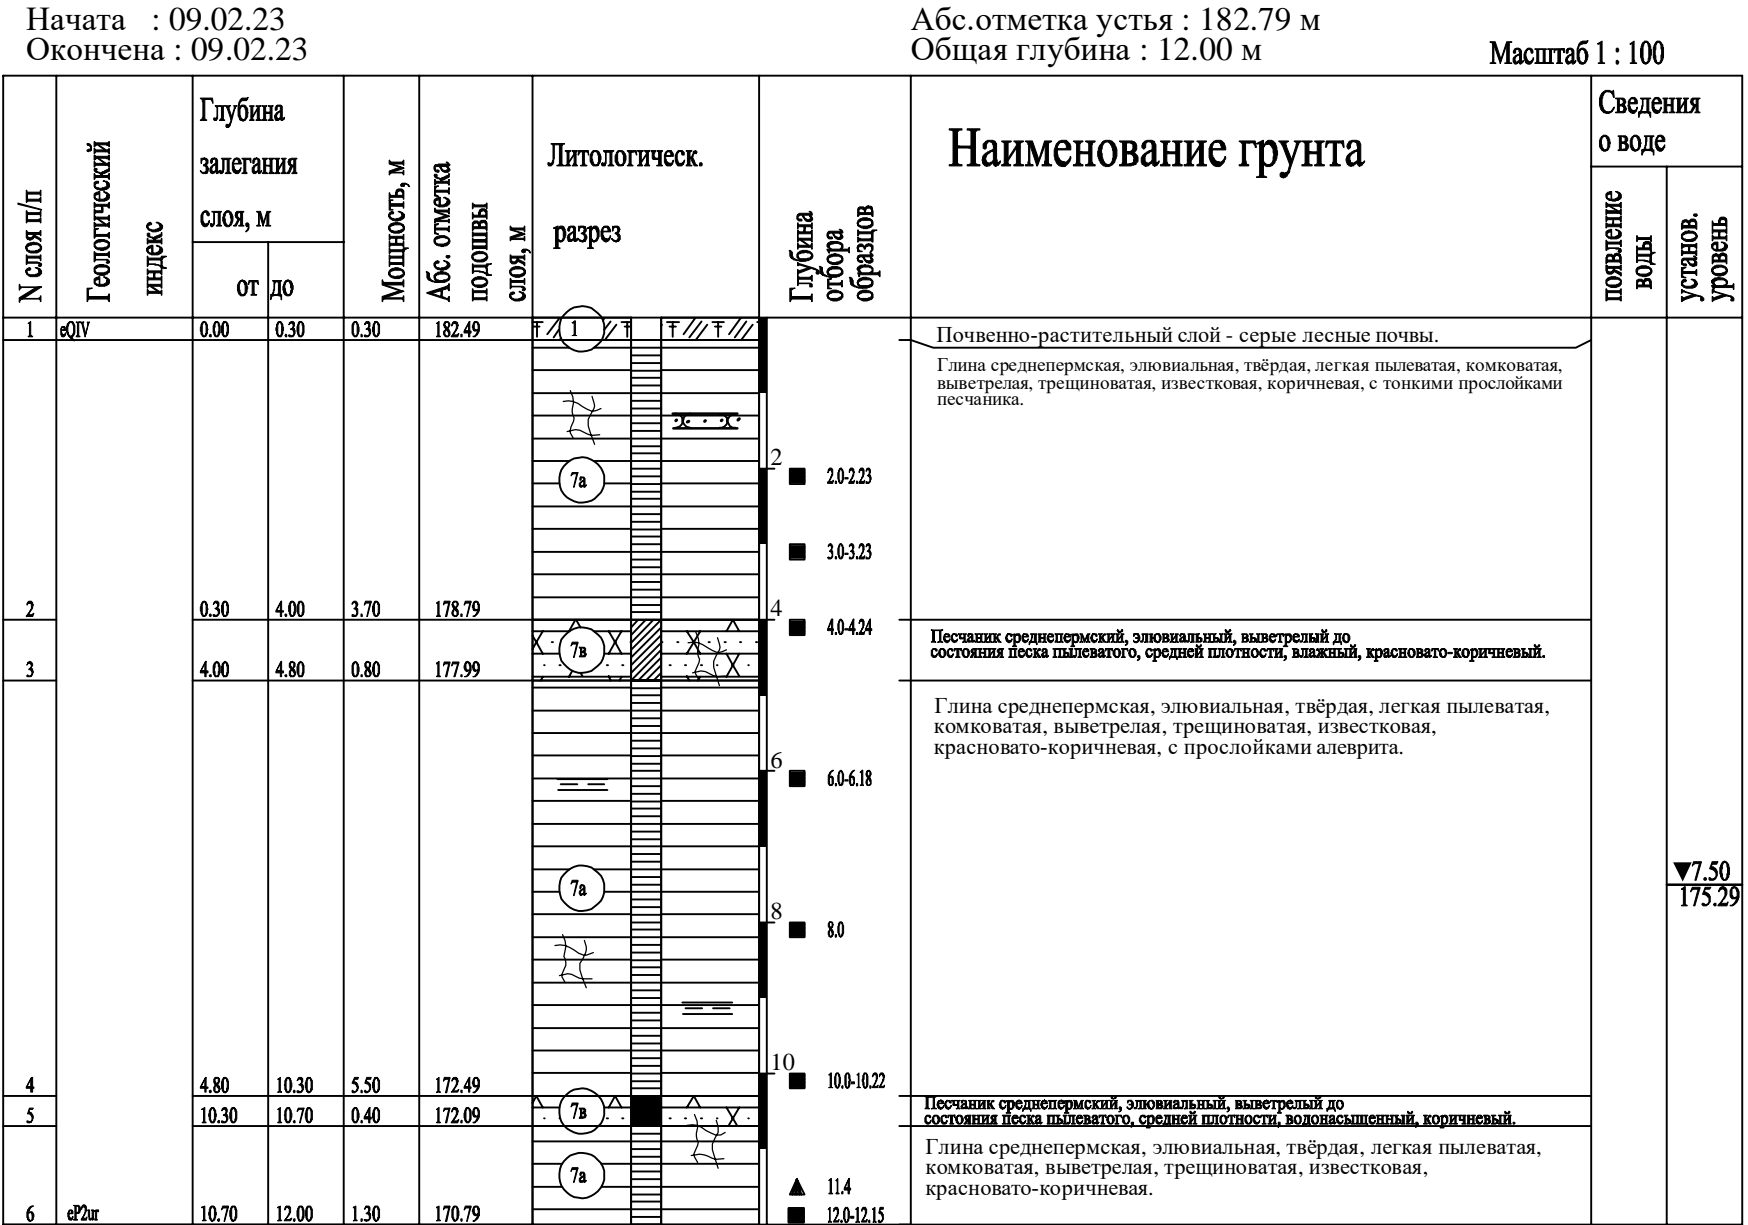 Начата : 09.02.23
Окончена : 09.02.23
Абс.отметка устья : 182.79 м
Общая глубина : 12.00 м
Масштаб 1 : 100
N слоя п/п
Геологический
индекс
Глубина
залегания
слоя, м
от до
Мощность, м
Абс. отметка
подошвы
слоя, м
Литологическ.
разрез
Глубина
отбора
образцов
Наименование грунта
Сведения
о воде
появление
воды
установ.
уровень
1 eQIV 0.00 0.30 0.30 182.49 1
Почвенно-растительный слой - серые лесные почвы.
Глина среднепермская, элювиальная, твёрдая, легкая пылеватая, комковатая,
выветрелая, трещиноватая, известковая, коричневая, с тонкими прослойками
песчаника.
2
7а 2.0-2.23
3.0-3.23
2 0.30 4.00 3.70 178.79 4
4.0-4.24
7в
Песчаник среднепермский, элювиальный, выветрелый до
состояния песка пылеватого, средней плотности, влажный, красновато-коричневый.
3 4.00 4.80 0.80 177.99
Глина среднепермская, элювиальная, твёрдая, легкая пылеватая,
комковатая, выветрелая, трещиноватая, известковая,
красновато-коричневая, с прослойками алеврита.
6
6.0-6.18
7а
7.50
175.29
8
8.0
10
4 4.80 10.30 5.50 172.49 10.0-10.22
Песчаник среднепермский, элювиальный, выветрелый до
состояния песка пылеватого, средней плотности, водонасыщенный, коричневый.
5 10.30 10.70 0.40 172.09 7в
Глина среднепермская, элювиальная, твёрдая, легкая пылеватая,
комковатая, выветрелая, трещиноватая, известковая,
красновато-коричневая.
7а
11.4
6 eP2ur 10.70 12.00 1.30 170.79 12.0-12.15